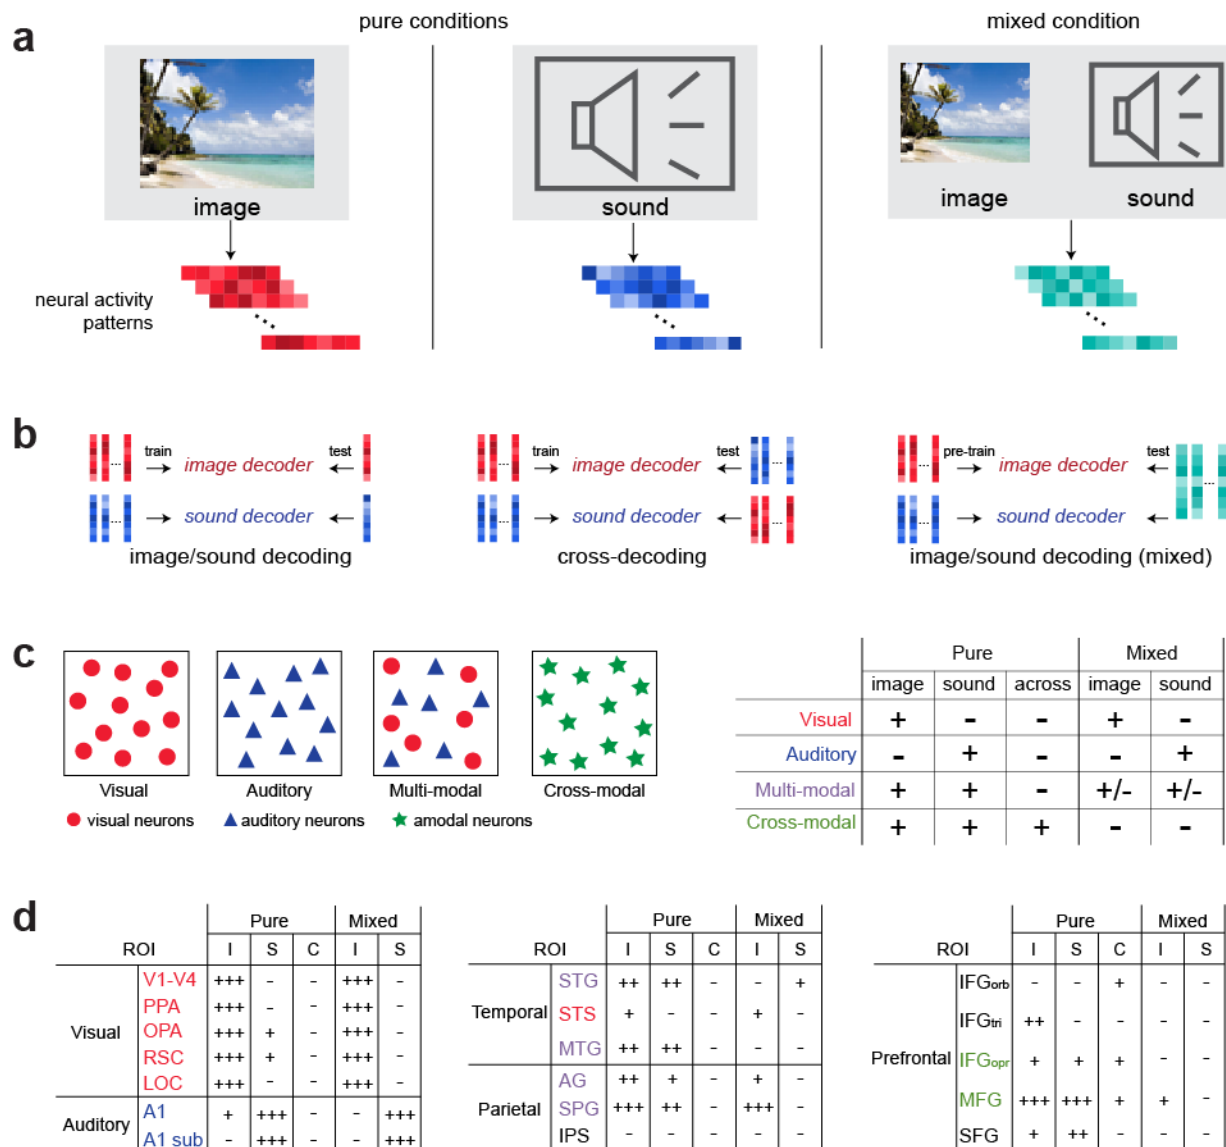 a
pure conditions
mixed condition
image
sound
image
sound
neural activity
patterns
b
train
image decoder
test
sound decoder
image/sound decoding
train
image decoder
test
sound decoder
cross-decoding
pre-train
image decoder
test
sound decoder
image/sound decoding (mixed)
c
Visual
Auditory
Multi-modal
Cross-modal
visual neurons
auditory neurons
amodal neurons
Pure Mixed
image sound across image sound
Visual + - - + -
Auditory - + - - +
Multi-modal + + - +/- +/-
Cross-modal + + + - -
d
Pure Mixed
ROI I S C I S
Visual
V1-V4 +++ - - +++ -
PPA +++ - - +++ -
OPA +++ + - +++ -
RSC +++ + - +++ -
LOC +++ - - +++ -
Auditory
A1 + +++ - - +++
A1 sub - +++ - - +++
Pure Mixed
ROI I S C I S
Temporal
STG ++ ++ - - +
STS + - - + -
MTG ++ ++ - - -
Parietal
AG ++ + - + -
SPG +++ ++ - +++ -
IPS - - - - -
Pure Mixed
ROI I S C I S
Prefrontal
IFGorb - - + - -
IFGtri ++ - - - -
IFGopr + + + - -
MFG +++ +++ + + -
SFG + ++ - - -